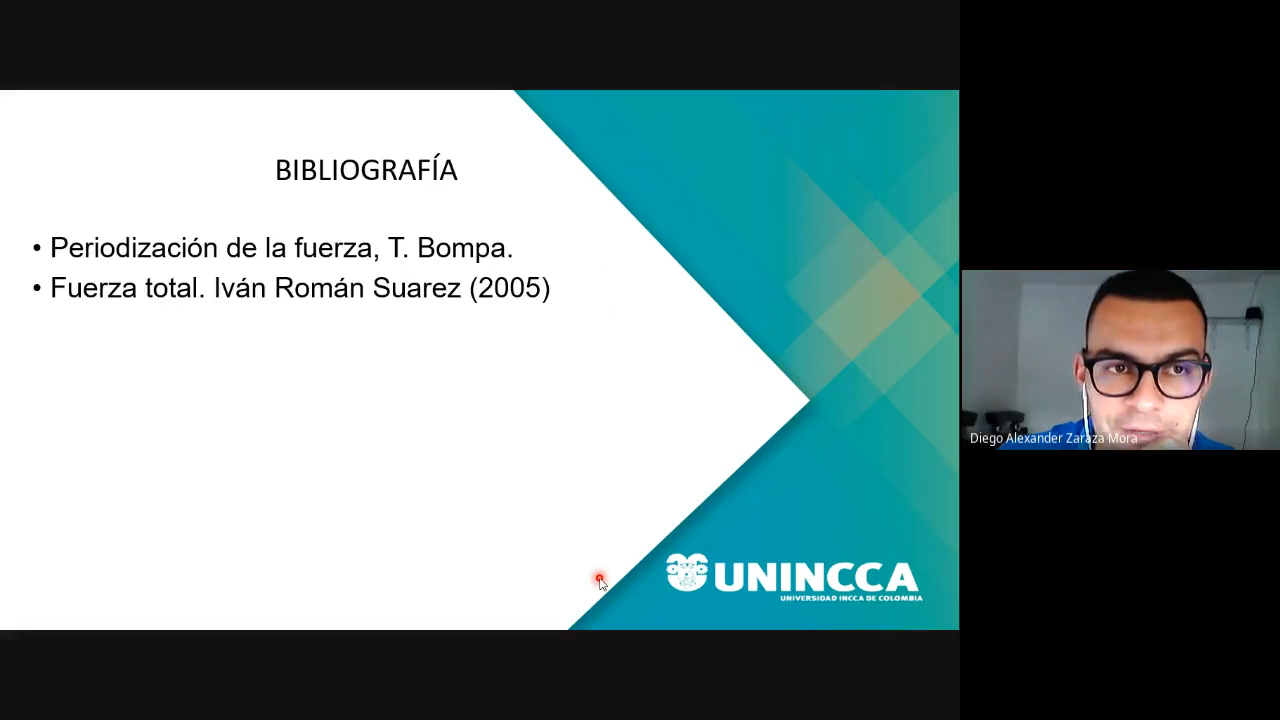 BIBLIOGRAFÍA
• Periodización de la fuerza, T. Bompa.
• Fuerza total. Iván Román Suarez (2005)
UNINCCA
UNIVERSIDAD INCCA DE COLOMBIA
Diego Alexander Zaraza Mora